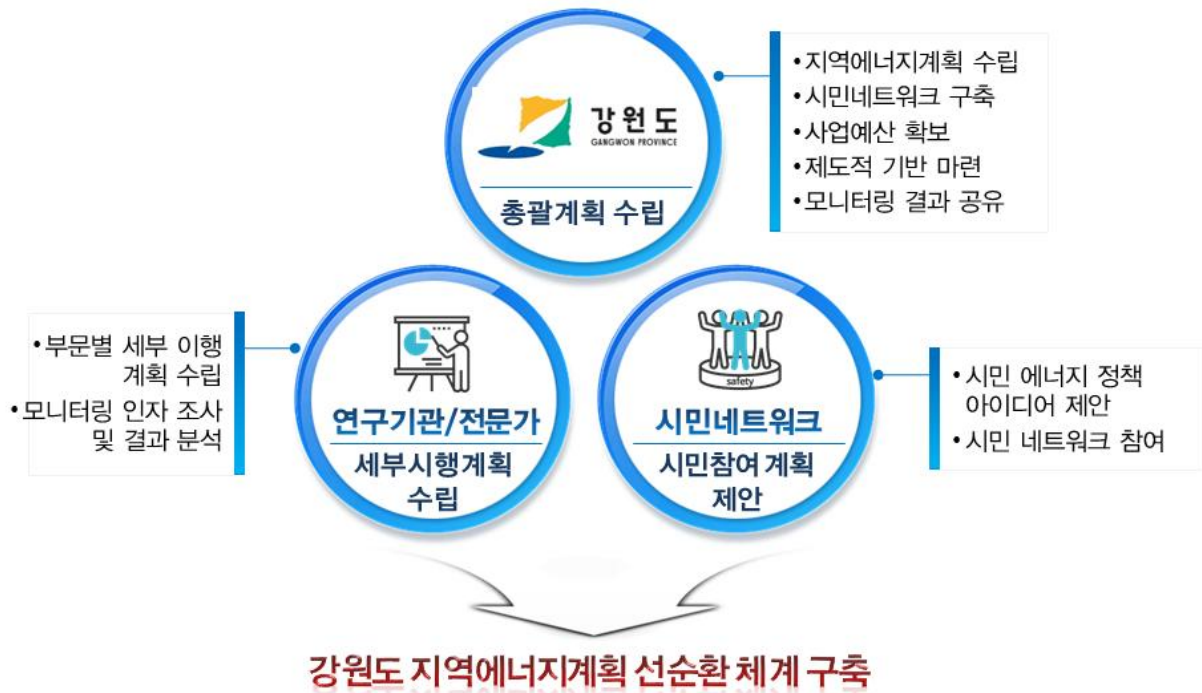 강원도
GANGWON PROVINCE
총괄계획 수립
•지역에너지계획 수립
•시민네트워크 구축
•사업예산 확보
•제도적 기반 마련
•모니터링 결과 공유
•부문별 세부 이행
계획 수립
•모니터링 인자 조사
및 결과 분석
연구기관/전문가
세부시행계획
수립
safety
시민네트워크
시민참여 계획
제안
•시민 에너지 정책
아이디어 제안
•시민 네트워크 참여
강원도 지역에너지계획 선순환 체계 구축